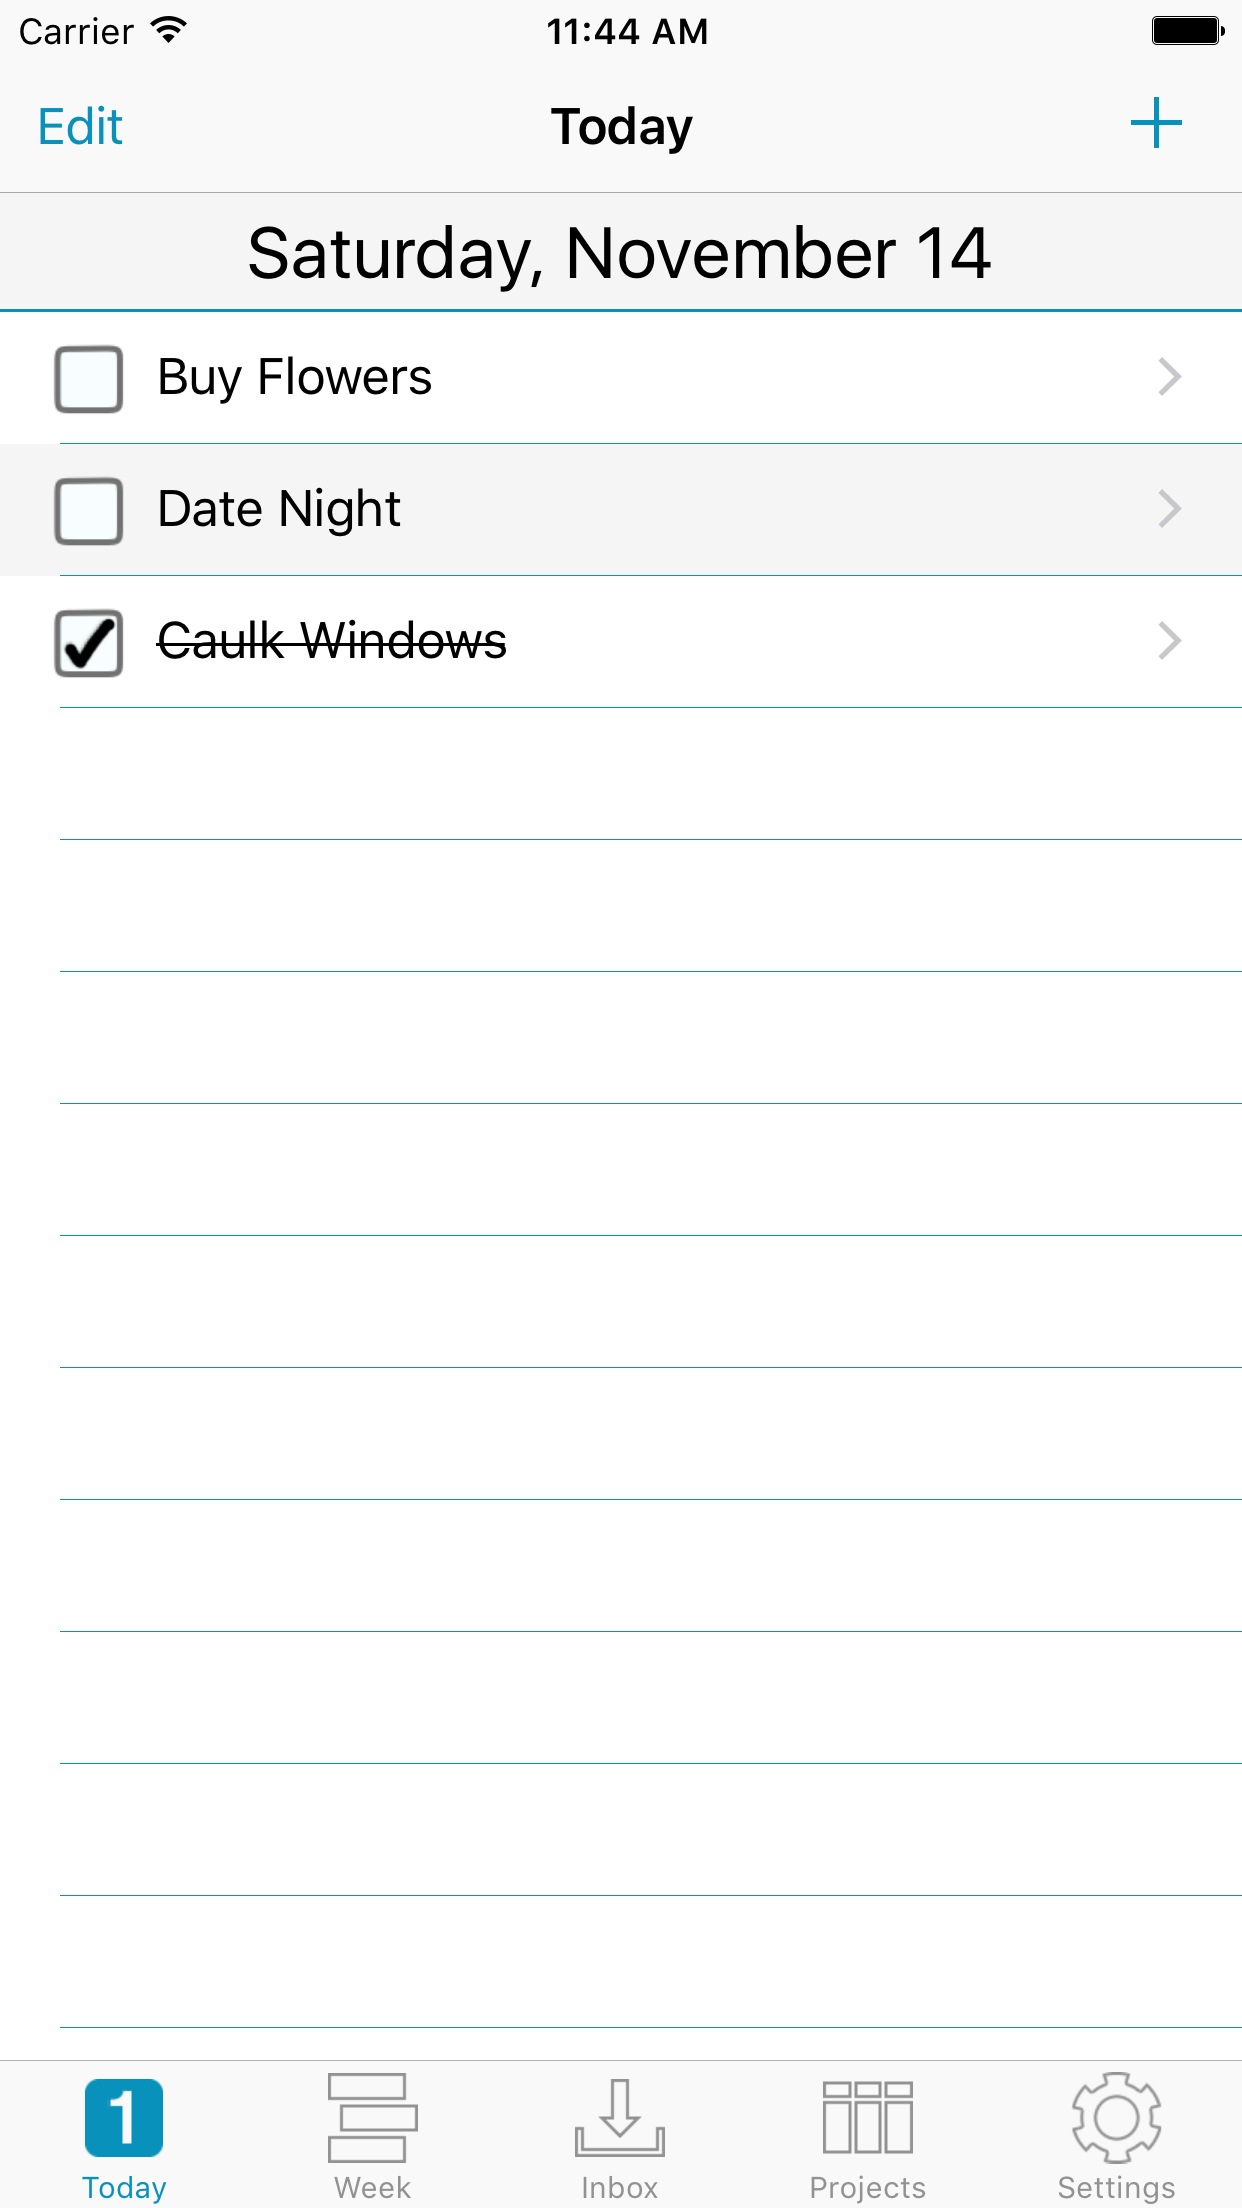 Carrier 11:44 AM
Edit Today +
Saturday, November 14
Buy Flowers
Date Night
Caulk Windows
1
Today Week Inbox Projects Settings